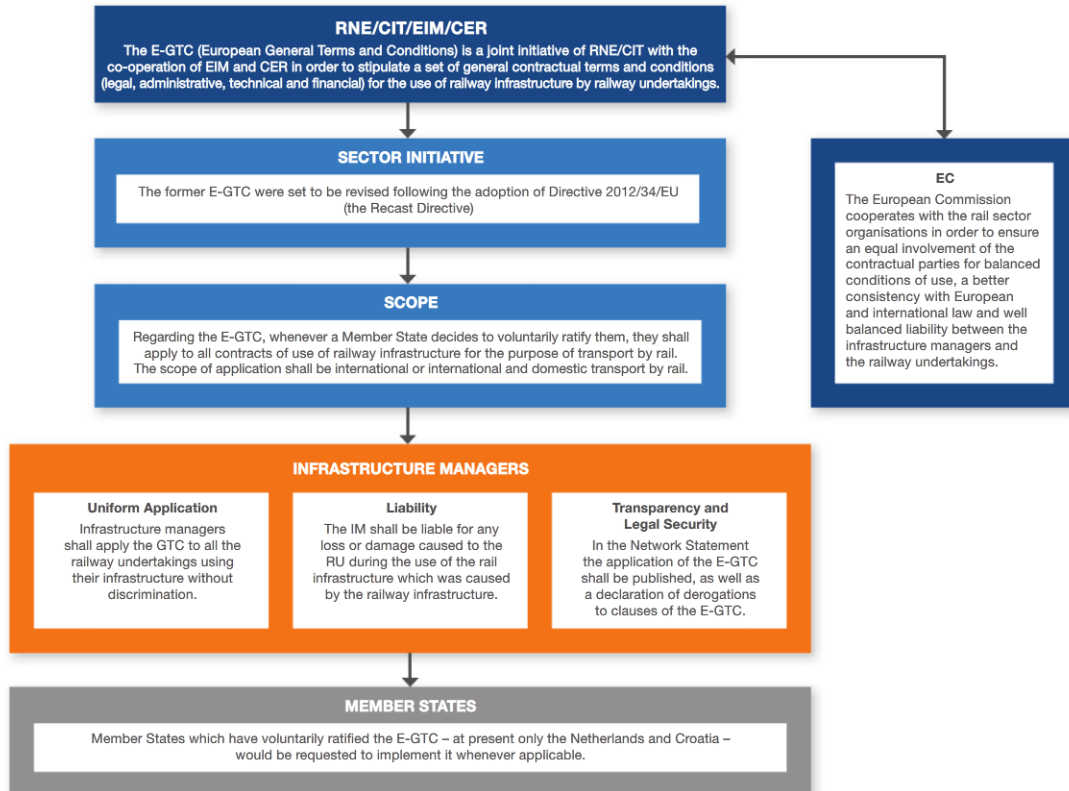 RNE/CIT/EIM/CER
The E-GTC (European General Terms and Conditions) is a joint initiative of RNE/CIT with the
co-operation of EIM and CER in order to stipulate a set of general contractual terms and conditions
(legal, administrative, technical and financial) for the use of railway infrastructure by railway undertakings.
SECTOR INITIATIVE
The former E-GTC were set to be revised following the adoption of Directive 2012/34/EU
(the Recast Directive)
EC
The European Commission
cooperates with the rail sector
organisations in order to ensure
an equal involvement of the
contractual parties for balanced
conditions of use, a better
consistency with European
and international law and well
balanced liability between the
infrastructure managers and
the railway undertakings.
SCOPE
Regarding the E-GTC, whenever a Member State decides to voluntarily ratify them, they shall
apply to all contracts of use of railway infrastructure for the purpose of transport by rail.
The scope of application shall be international or international and domestic transport by rail.
INFRASTRUCTURE MANAGERS
Uniform Application
Infrastructure managers
shall apply the GTC to all the
railway undertakings using
their infrastructure without
discrimination.
Liability
The IM shall be liable for any
loss or damage caused to the
RU during the use of the rail
infrastructure which was caused
by the railway infrastructure.
Transparency and
Legal Security
In the Network Statement
the application of the E-GTC
shall be published, as well as
a declaration of derogations
to clauses of the E-GTC.
MEMBER STATES
Member States which have voluntarily ratified the E-GTC – at present only the Netherlands and Croatia –
would be requested to implement it whenever applicable.